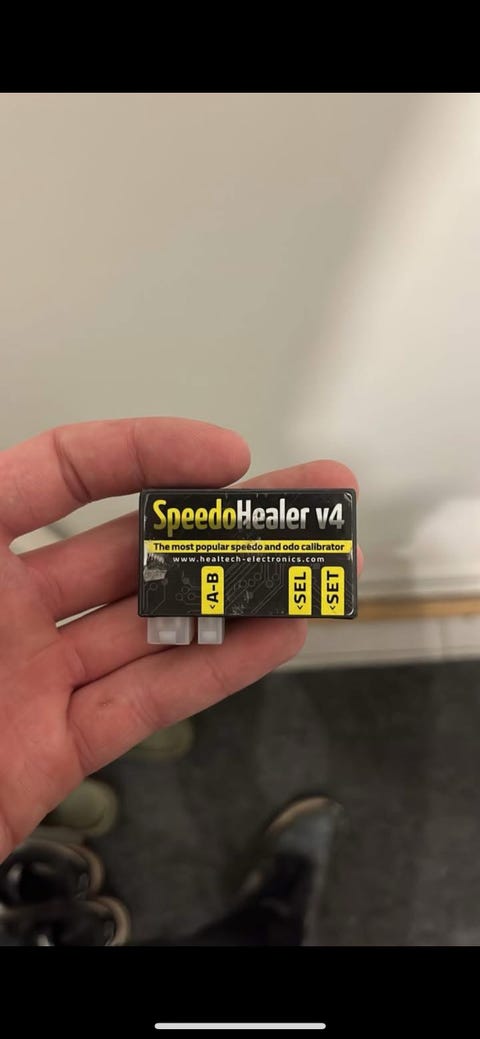 SpeedoHealer v4
The most popular speedo and odo calibrator
www.healtech-electronics.com
<A-B
<SEL
<SET